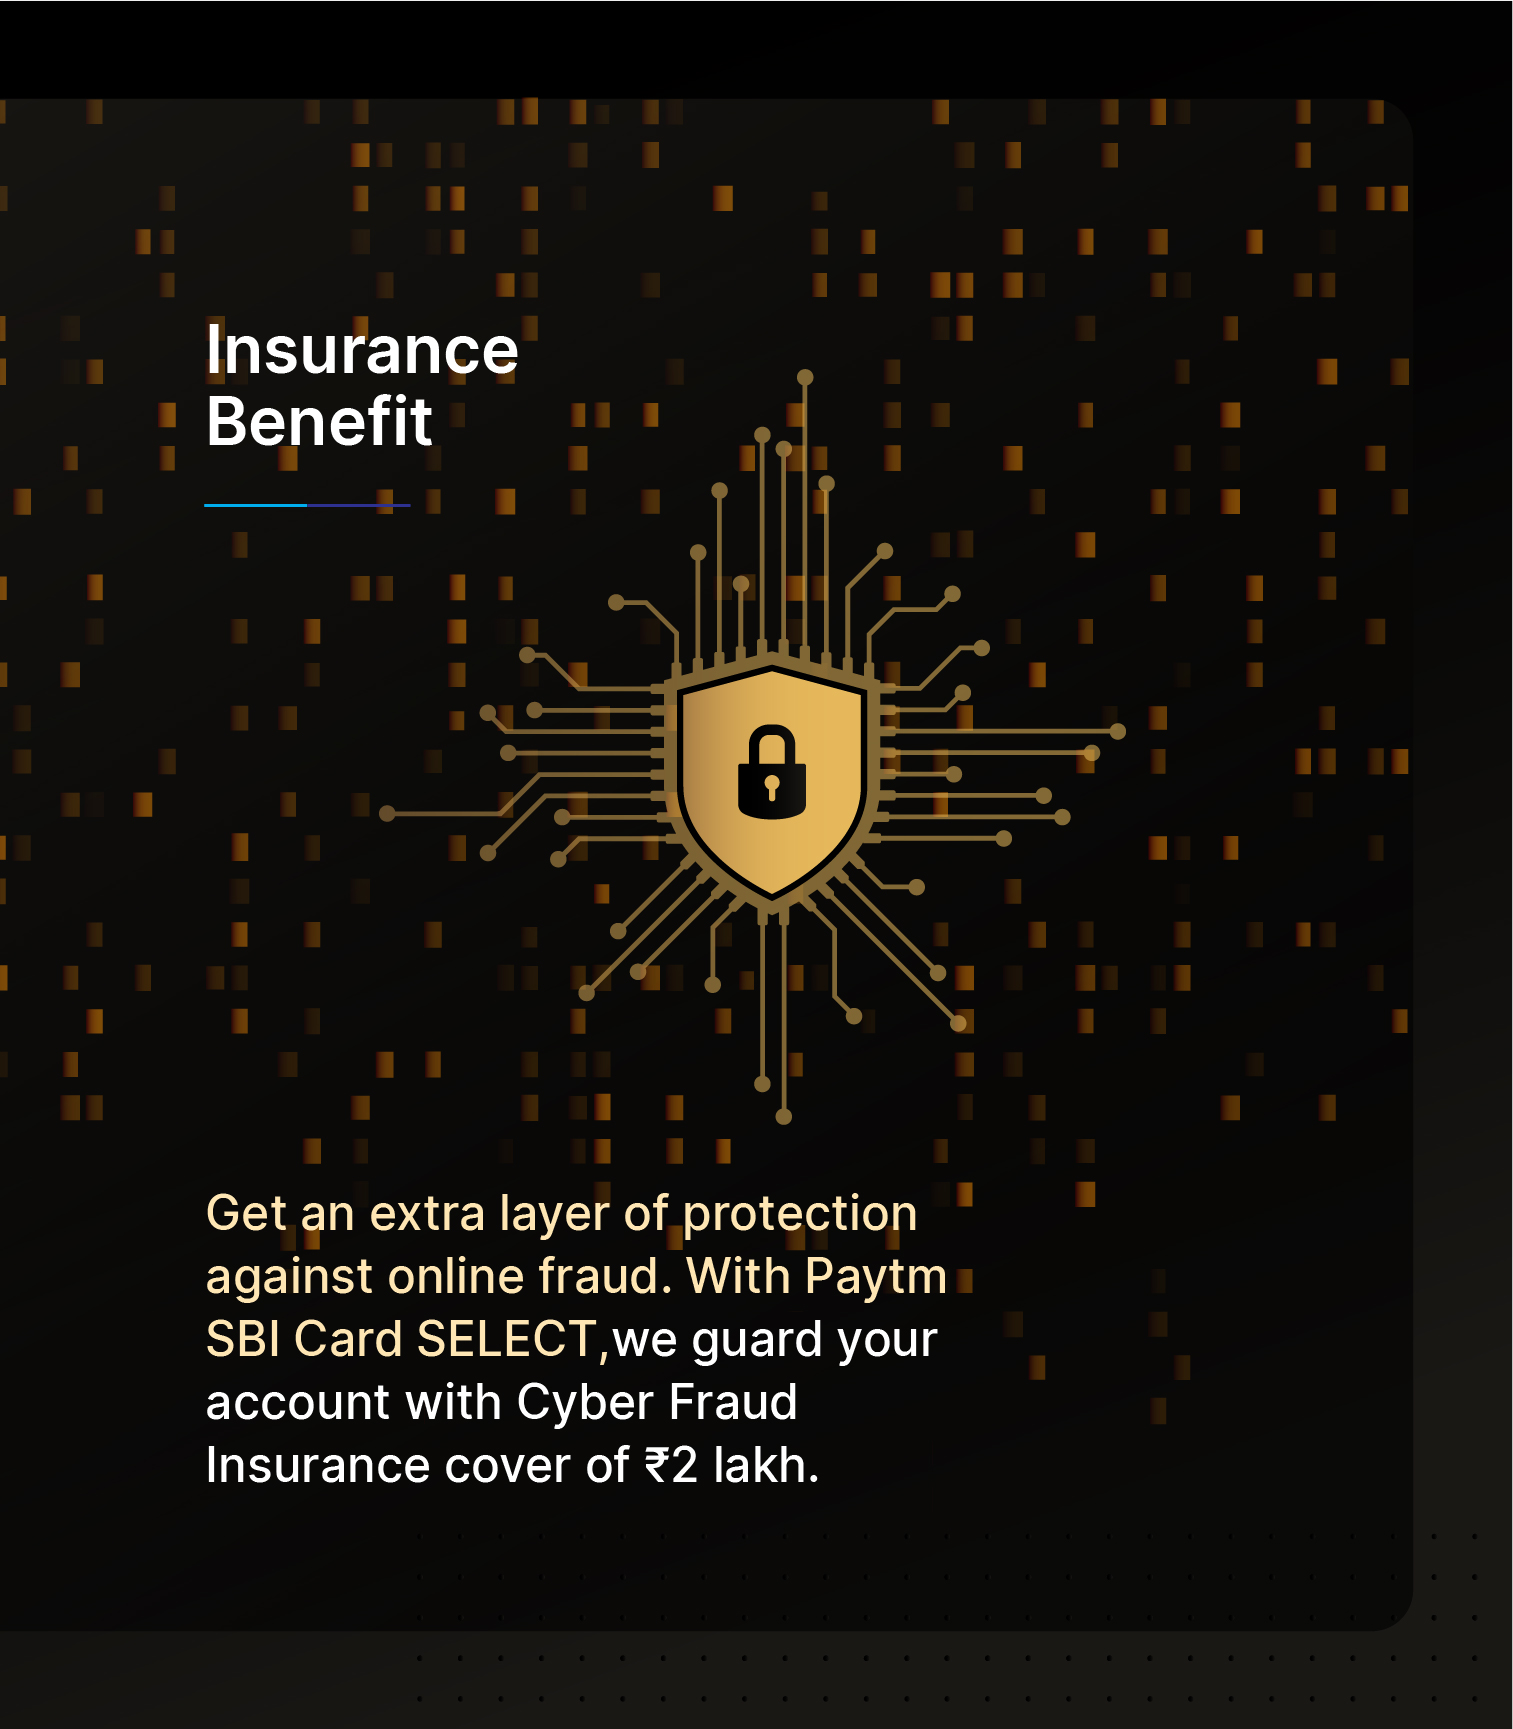 Insurance
Benefit
Get an extra layer of protection
against online fraud. With Paytm
SBI Card SELECT,we guard your
account with Cyber Fraud
Insurance cover of ₹2 lakh.